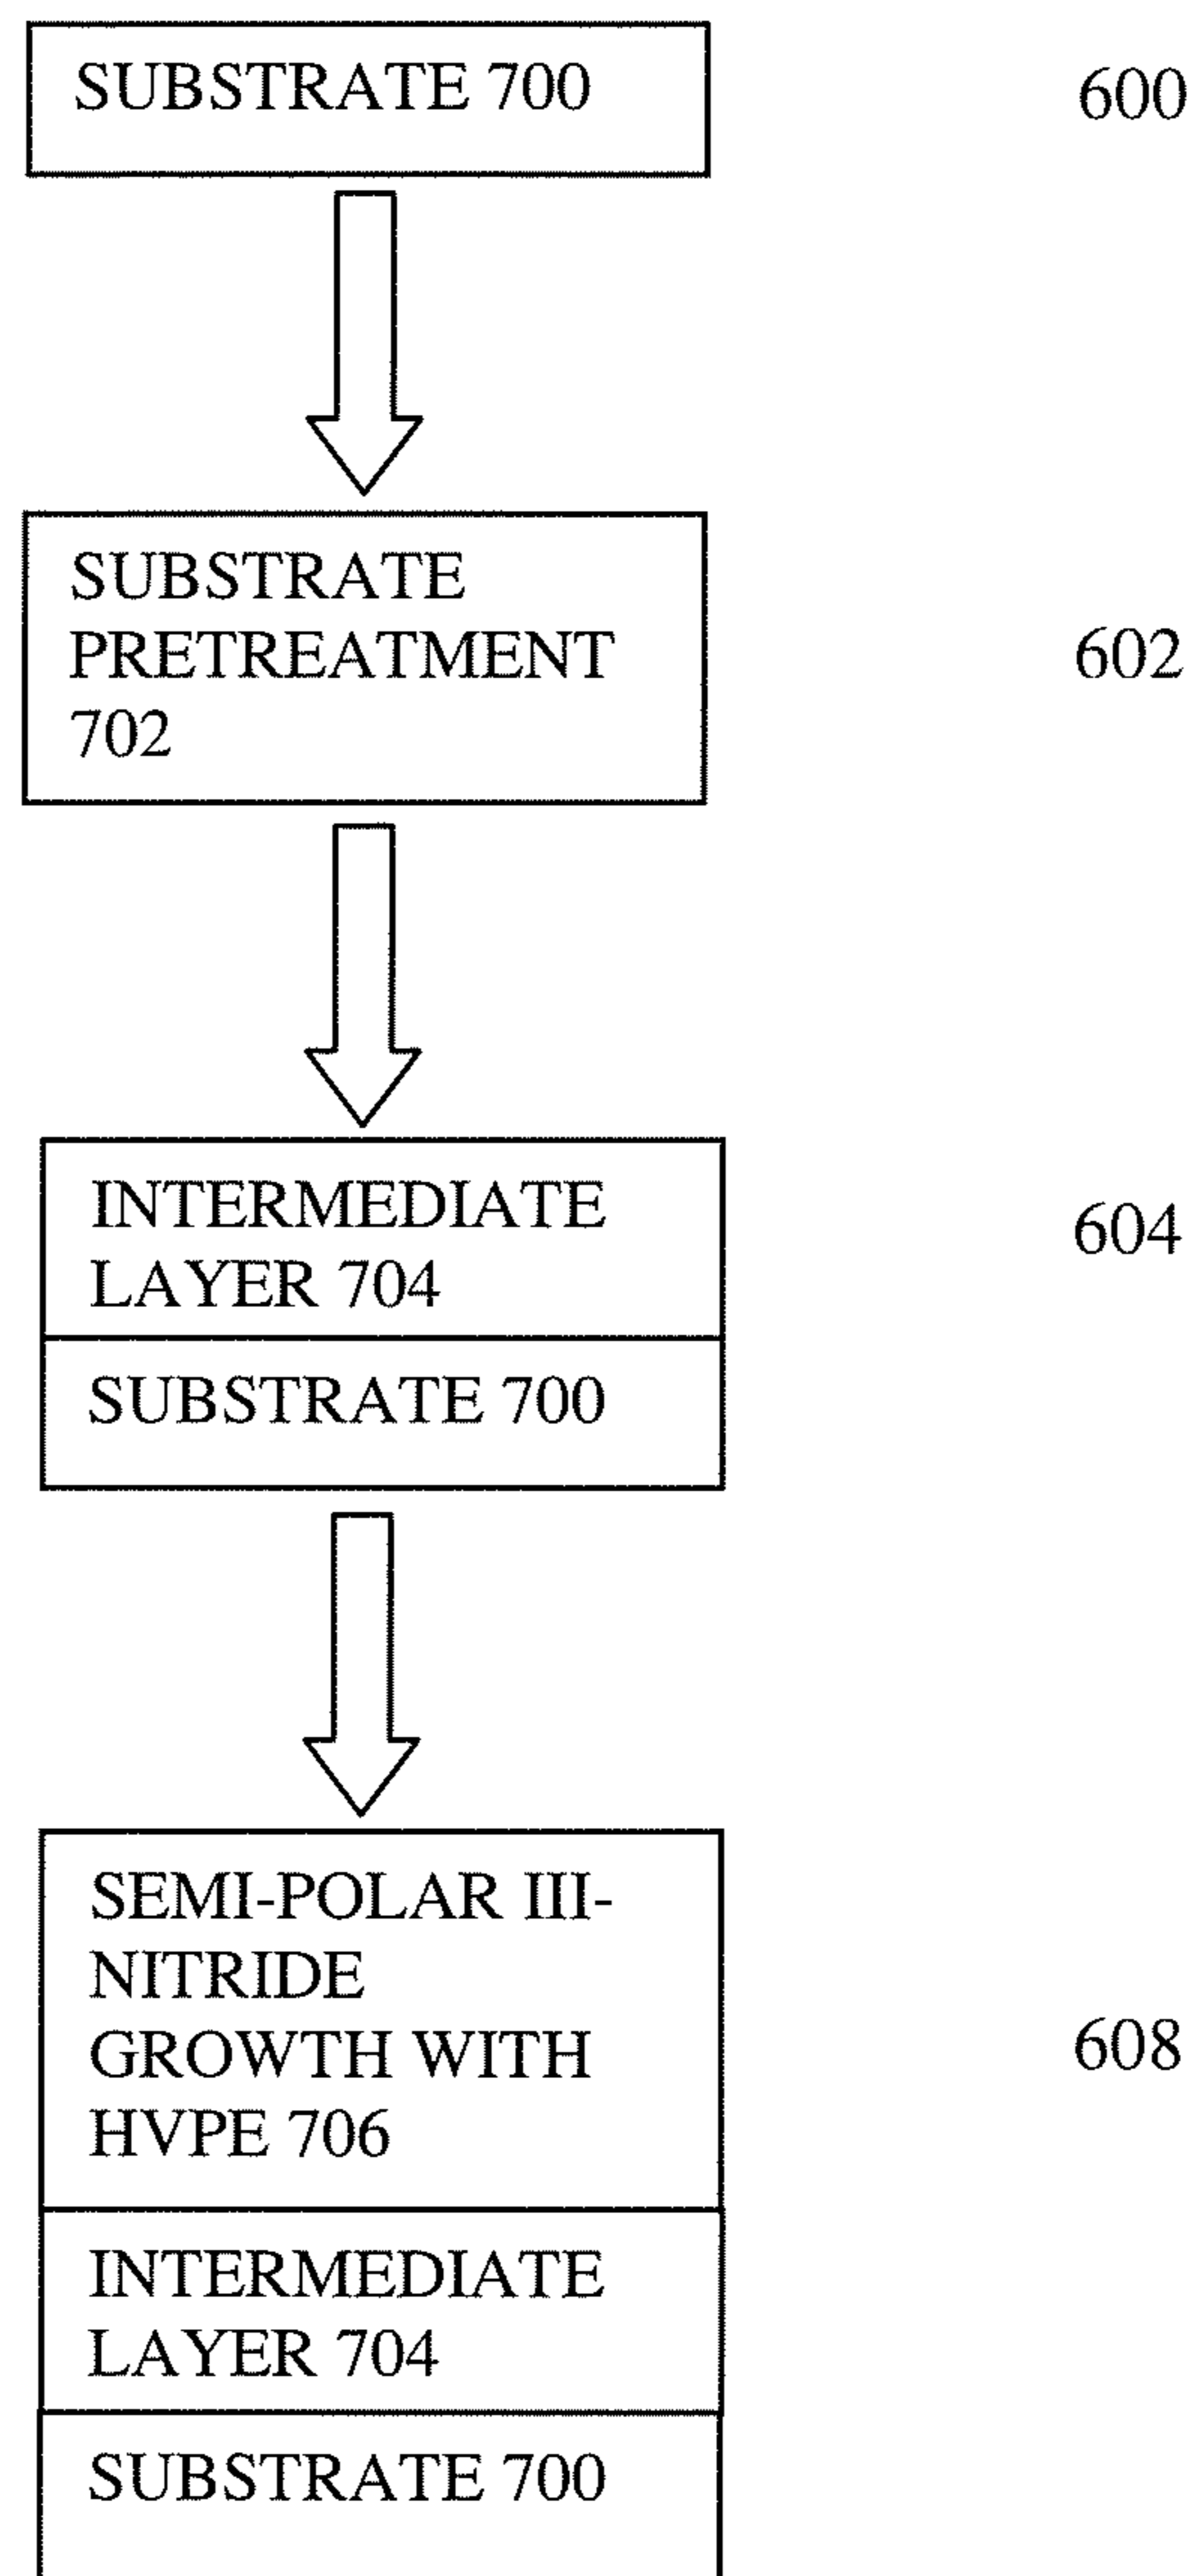 SUBSTRATE 700
600
SUBSTRATE
PRETREATMENT
702
602
INTERMEDIATE
LAYER 704
604
SUBSTRATE 700
SEMI-POLAR III-
NITRIDE
GROWTH WITH
HVPE 706
608
INTERMEDIATE
LAYER 704
SUBSTRATE 700